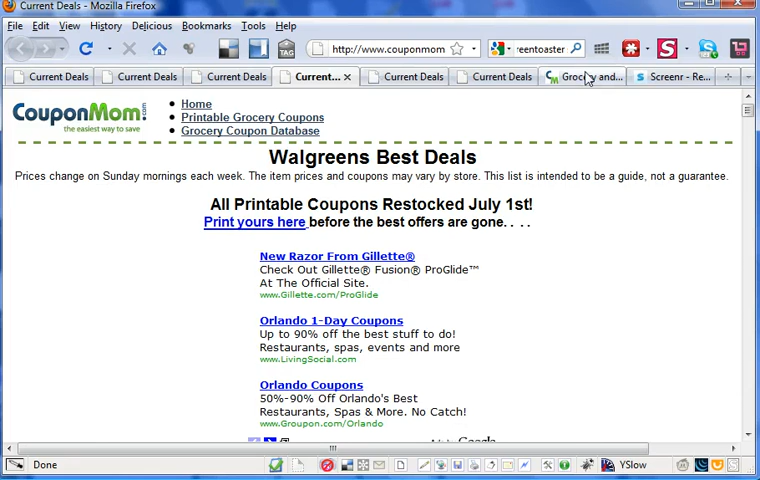 Current Deals - Mozilla Firefox
File Edit View History Delicious Bookmarks Tools Help
TAG http://www.couponmom reentoaster
Current Deals Current Deals Current Deals Current... Current Deals Current Deals Grocery and... Screenr - Re...
CouponMom.com
the easiest way to save
Home
Printable Grocery Coupons
Grocery Coupon Database
Walgreens Best Deals
Prices change on Sunday mornings each week. The item prices and coupons may vary by store. This list is intended to be a guide, not a guarantee.
All Printable Coupons Restocked July 1st!
Print yours here before the best offers are gone. . . .
New Razor From Gillette®
Check Out Gillette® Fusion® ProGlide™
At The Official Site.
www.Gillette.com/ProGlide
Orlando 1-Day Coupons
Up to 90% off the best stuff to do!
Restaurants, spas, events and more
www.LivingSocial.com
Orlando Coupons
50%-90% Off Orlando's Best
Restaurants, Spas & More. No Catch!
www.Groupon.com/Orlando
Done YSlow